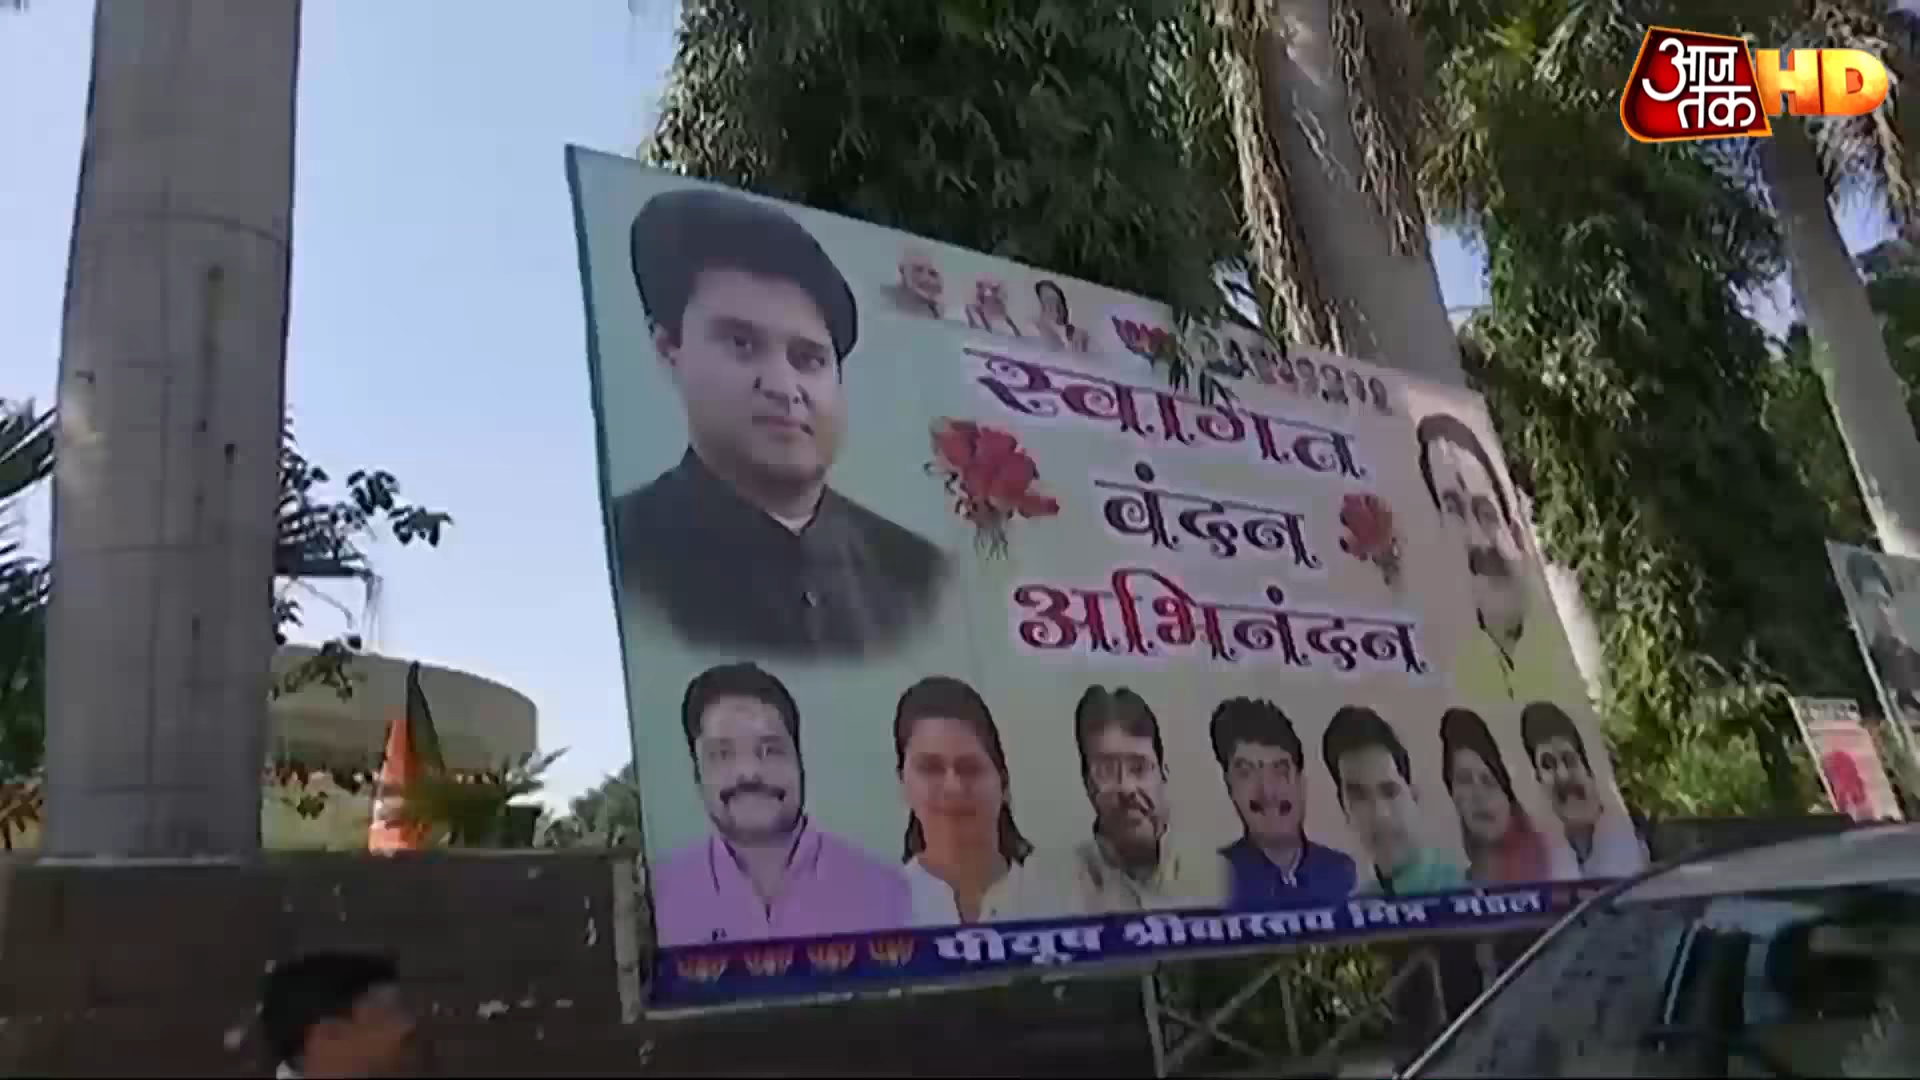 आज
तक HD
स्वागत
वंदन
अभिनंदन
पीयूष श्रीवास्तव मित्र मंडल